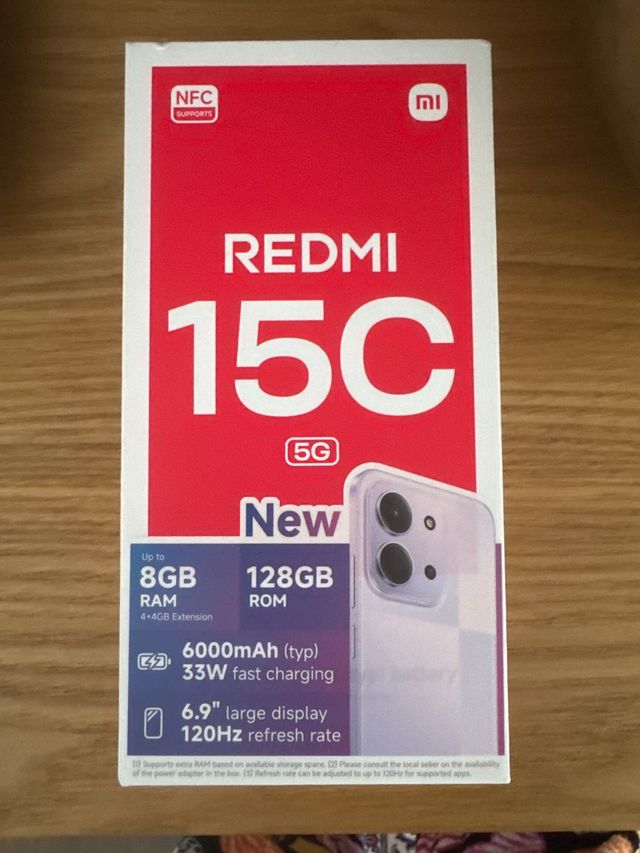 NFC
SUPPORTS
mi
REDMI
15C
5G
New
Up to
8GB
RAM
4+4GB Extension
128GB
ROM
6000mAh (typ)
33W fast charging
6.9" large display
120Hz refresh rate
[1] Supports extra RAM based on available storage space. [2] Please consult the local seller on the availability
of the power adapter in the box. [3] Refresh rate can be adjusted to up to 120Hz for supported apps.